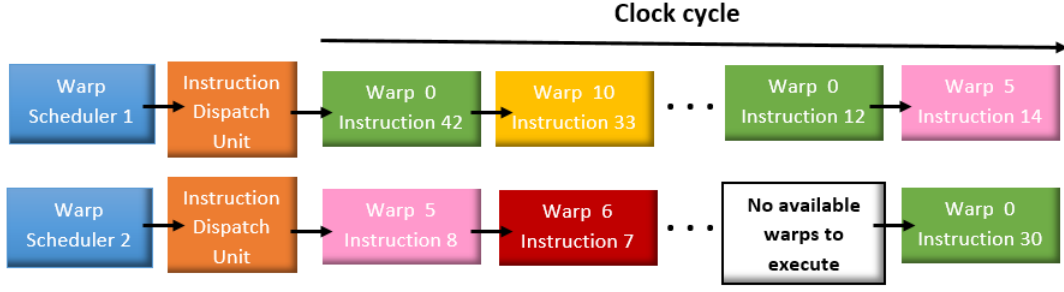 Clock cycle
Warp
Scheduler 1
Instruction
Dispatch
Unit
Warp 0
Instruction 42
Warp 10
Instruction 33
. . .
Warp 0
Instruction 12
Warp 5
Instruction 14
Warp
Scheduler 2
Instruction
Dispatch
Unit
Warp 5
Instruction 8
Warp 6
Instruction 7
. . .
No available
warps to
execute
Warp 0
Instruction 30